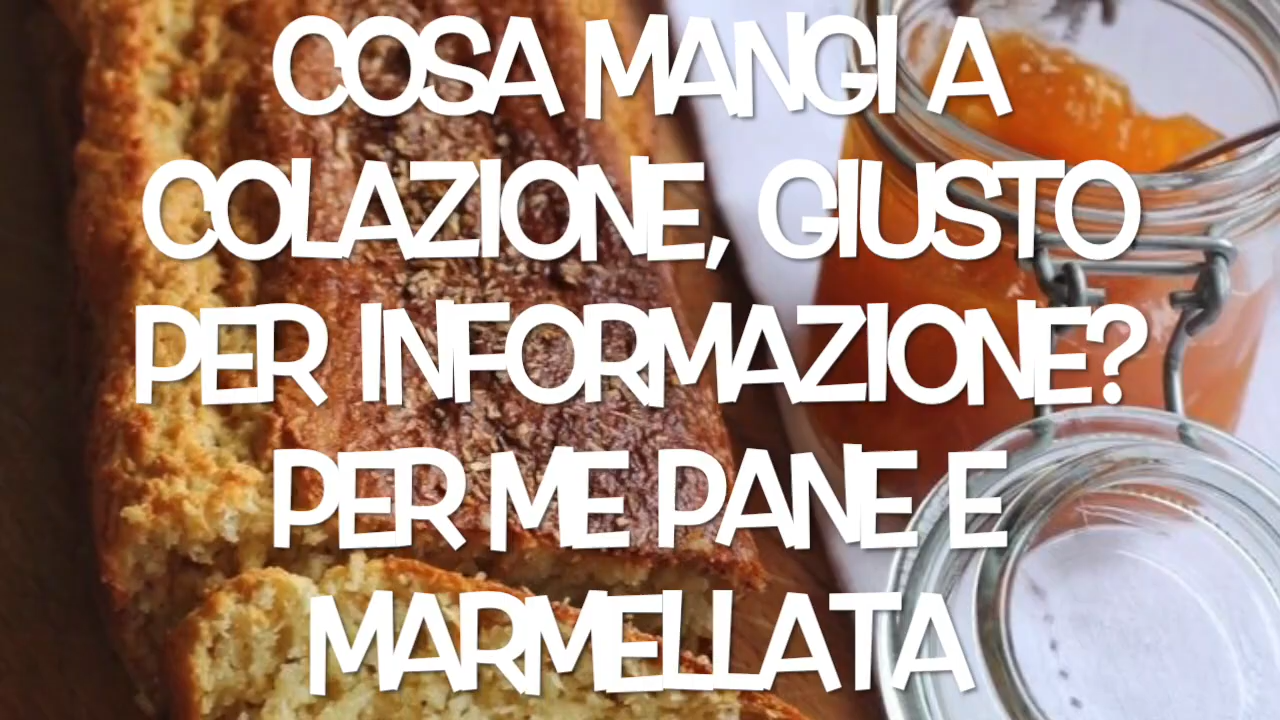 COSA MANGI A
COLAZIONE, GIUSTO
PER INFORMAZIONE?
PER ME PANE E
MARMELLATA